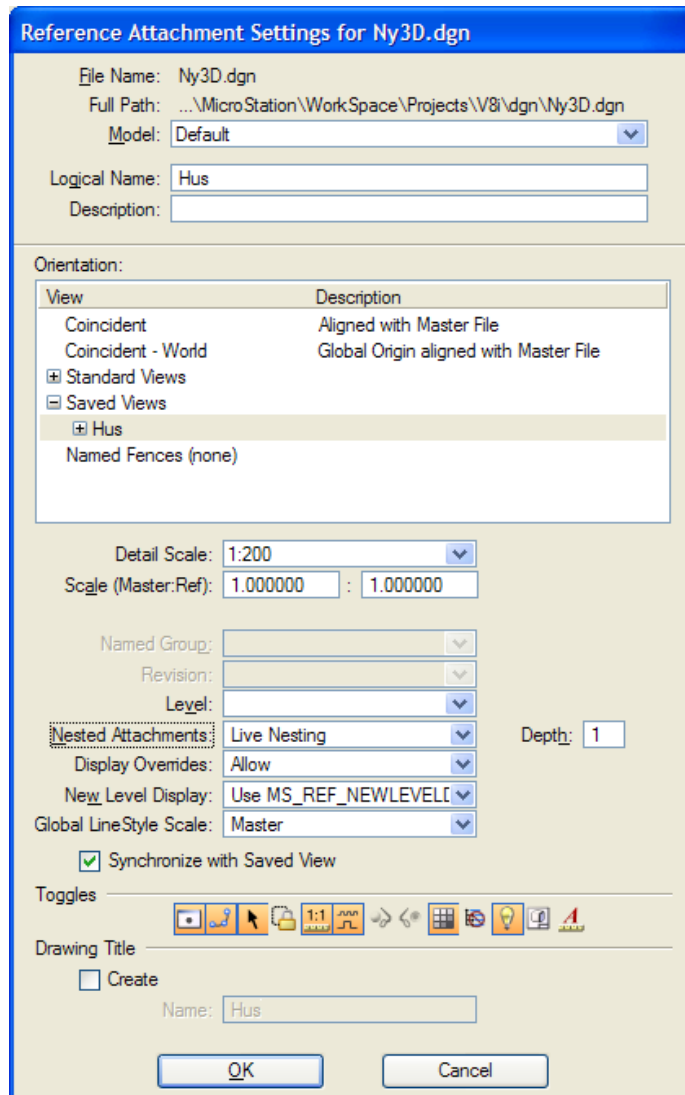 Reference Attachment Settings for Ny3D.dgn
File Name: Ny3D.dgn
Full Path: ...\MicroStation\WorkSpace\Projects\V8i\dgn\Ny3D.dgn
Model: Default
Logical Name: Hus
Description:
Orientation:
View Description
Coincident Aligned with Master File
Coincident - World Global Origin aligned with Master File
Standard Views
Saved Views
Hus
Named Fences (none)
Detail Scale: 1:200
Scale (Master:Ref): 1.000000 : 1.000000
Named Group:
Revision:
Level:
Nested Attachments: Live Nesting Depth: 1
Display Overrides: Allow
New Level Display: Use MS_REF_NEWLEVELD
Global LineStyle Scale: Master
Synchronize with Saved View
Toggles
1:1 A
Drawing Title
Create
Name: Hus
OK Cancel